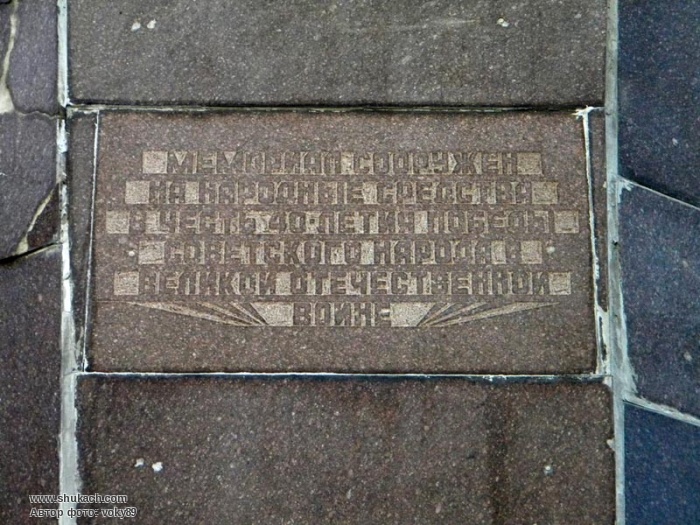 МЕМОРИАЛ СООРУЖЕН
НА НАРОДНЫЕ СРЕДСТВА
В ЧЕСТЬ 40-ЛЕТИЯ ПОБЕДЫ
СОВЕТСКОГО НАРОДА В
ВЕЛИКОЙ ОТЕЧЕСТВЕННОЙ
ВОЙНЕ
www.shukach.com
Автор фото: voky89